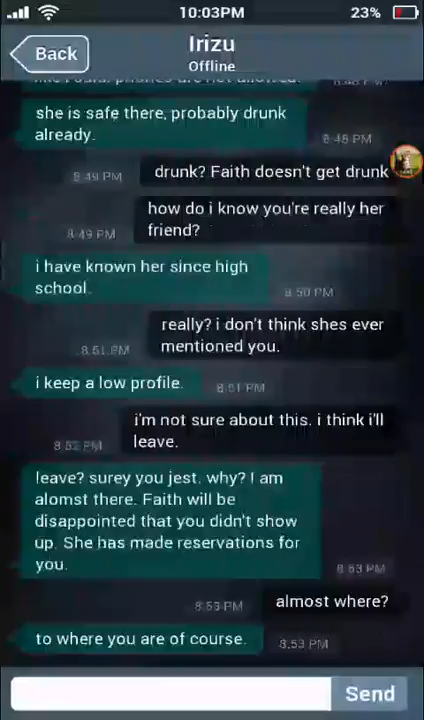 10:03PM
23%
Back
Irizu
Offline
she is safe there, probably drunk
already.
8:48 PM
drunk? Faith doesn't get drunk
8:49 PM
how do i know you're really her
friend?
8:49 PM
i have known her since high
school.
8:50 PM
really? i don't think shes ever
mentioned you.
8:51 PM
i keep a low profile.
8:51 PM
i'm not sure about this. i think i'll
leave.
8:52 PM
leave? surey you jest. why? I am
alomst there. Faith will be
disappointed that you didn't show
up. She has made reservations for
you.
8:53 PM
almost where?
8:53 PM
to where you are of course.
8:53 PM
Send